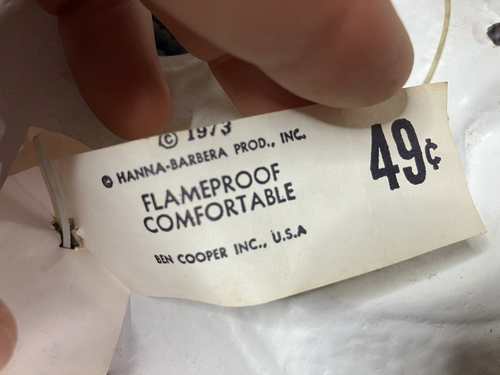 © 1973
© HANNA-BARBERA PROD., INC.
49¢
FLAMEPROOF
COMFORTABLE
BEN COOPER INC., U.S.A